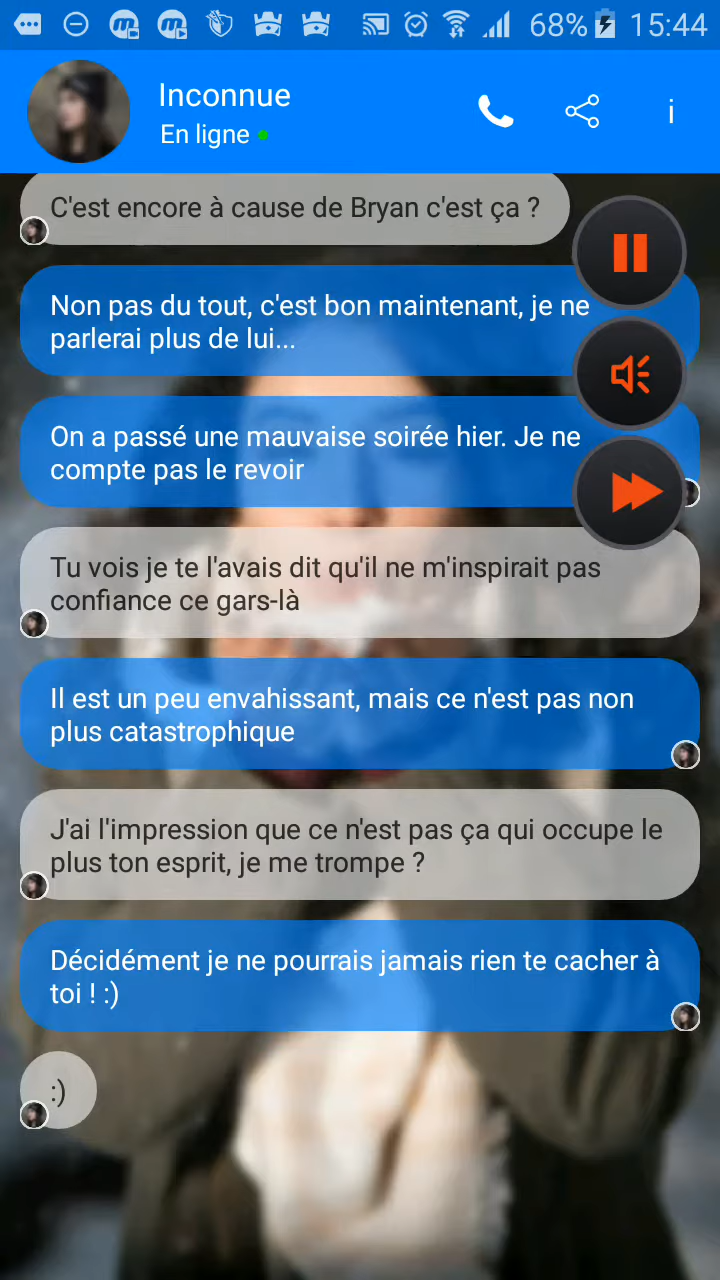 68% 15:44
Inconnue
En ligne
i
C'est encore à cause de Bryan c'est ça ?
Non pas du tout, c'est bon maintenant, je ne
parlerai plus de lui...
On a passé une mauvaise soirée hier. Je ne
compte pas le revoir
Tu vois je te l'avais dit qu'il ne m'inspirait pas
confiance ce gars-là
Il est un peu envahissant, mais ce n'est pas non
plus catastrophique
J'ai l'impression que ce n'est pas ça qui occupe le
plus ton esprit, je me trompe ?
Décidément je ne pourrais jamais rien te cacher à
toi ! :)
:)